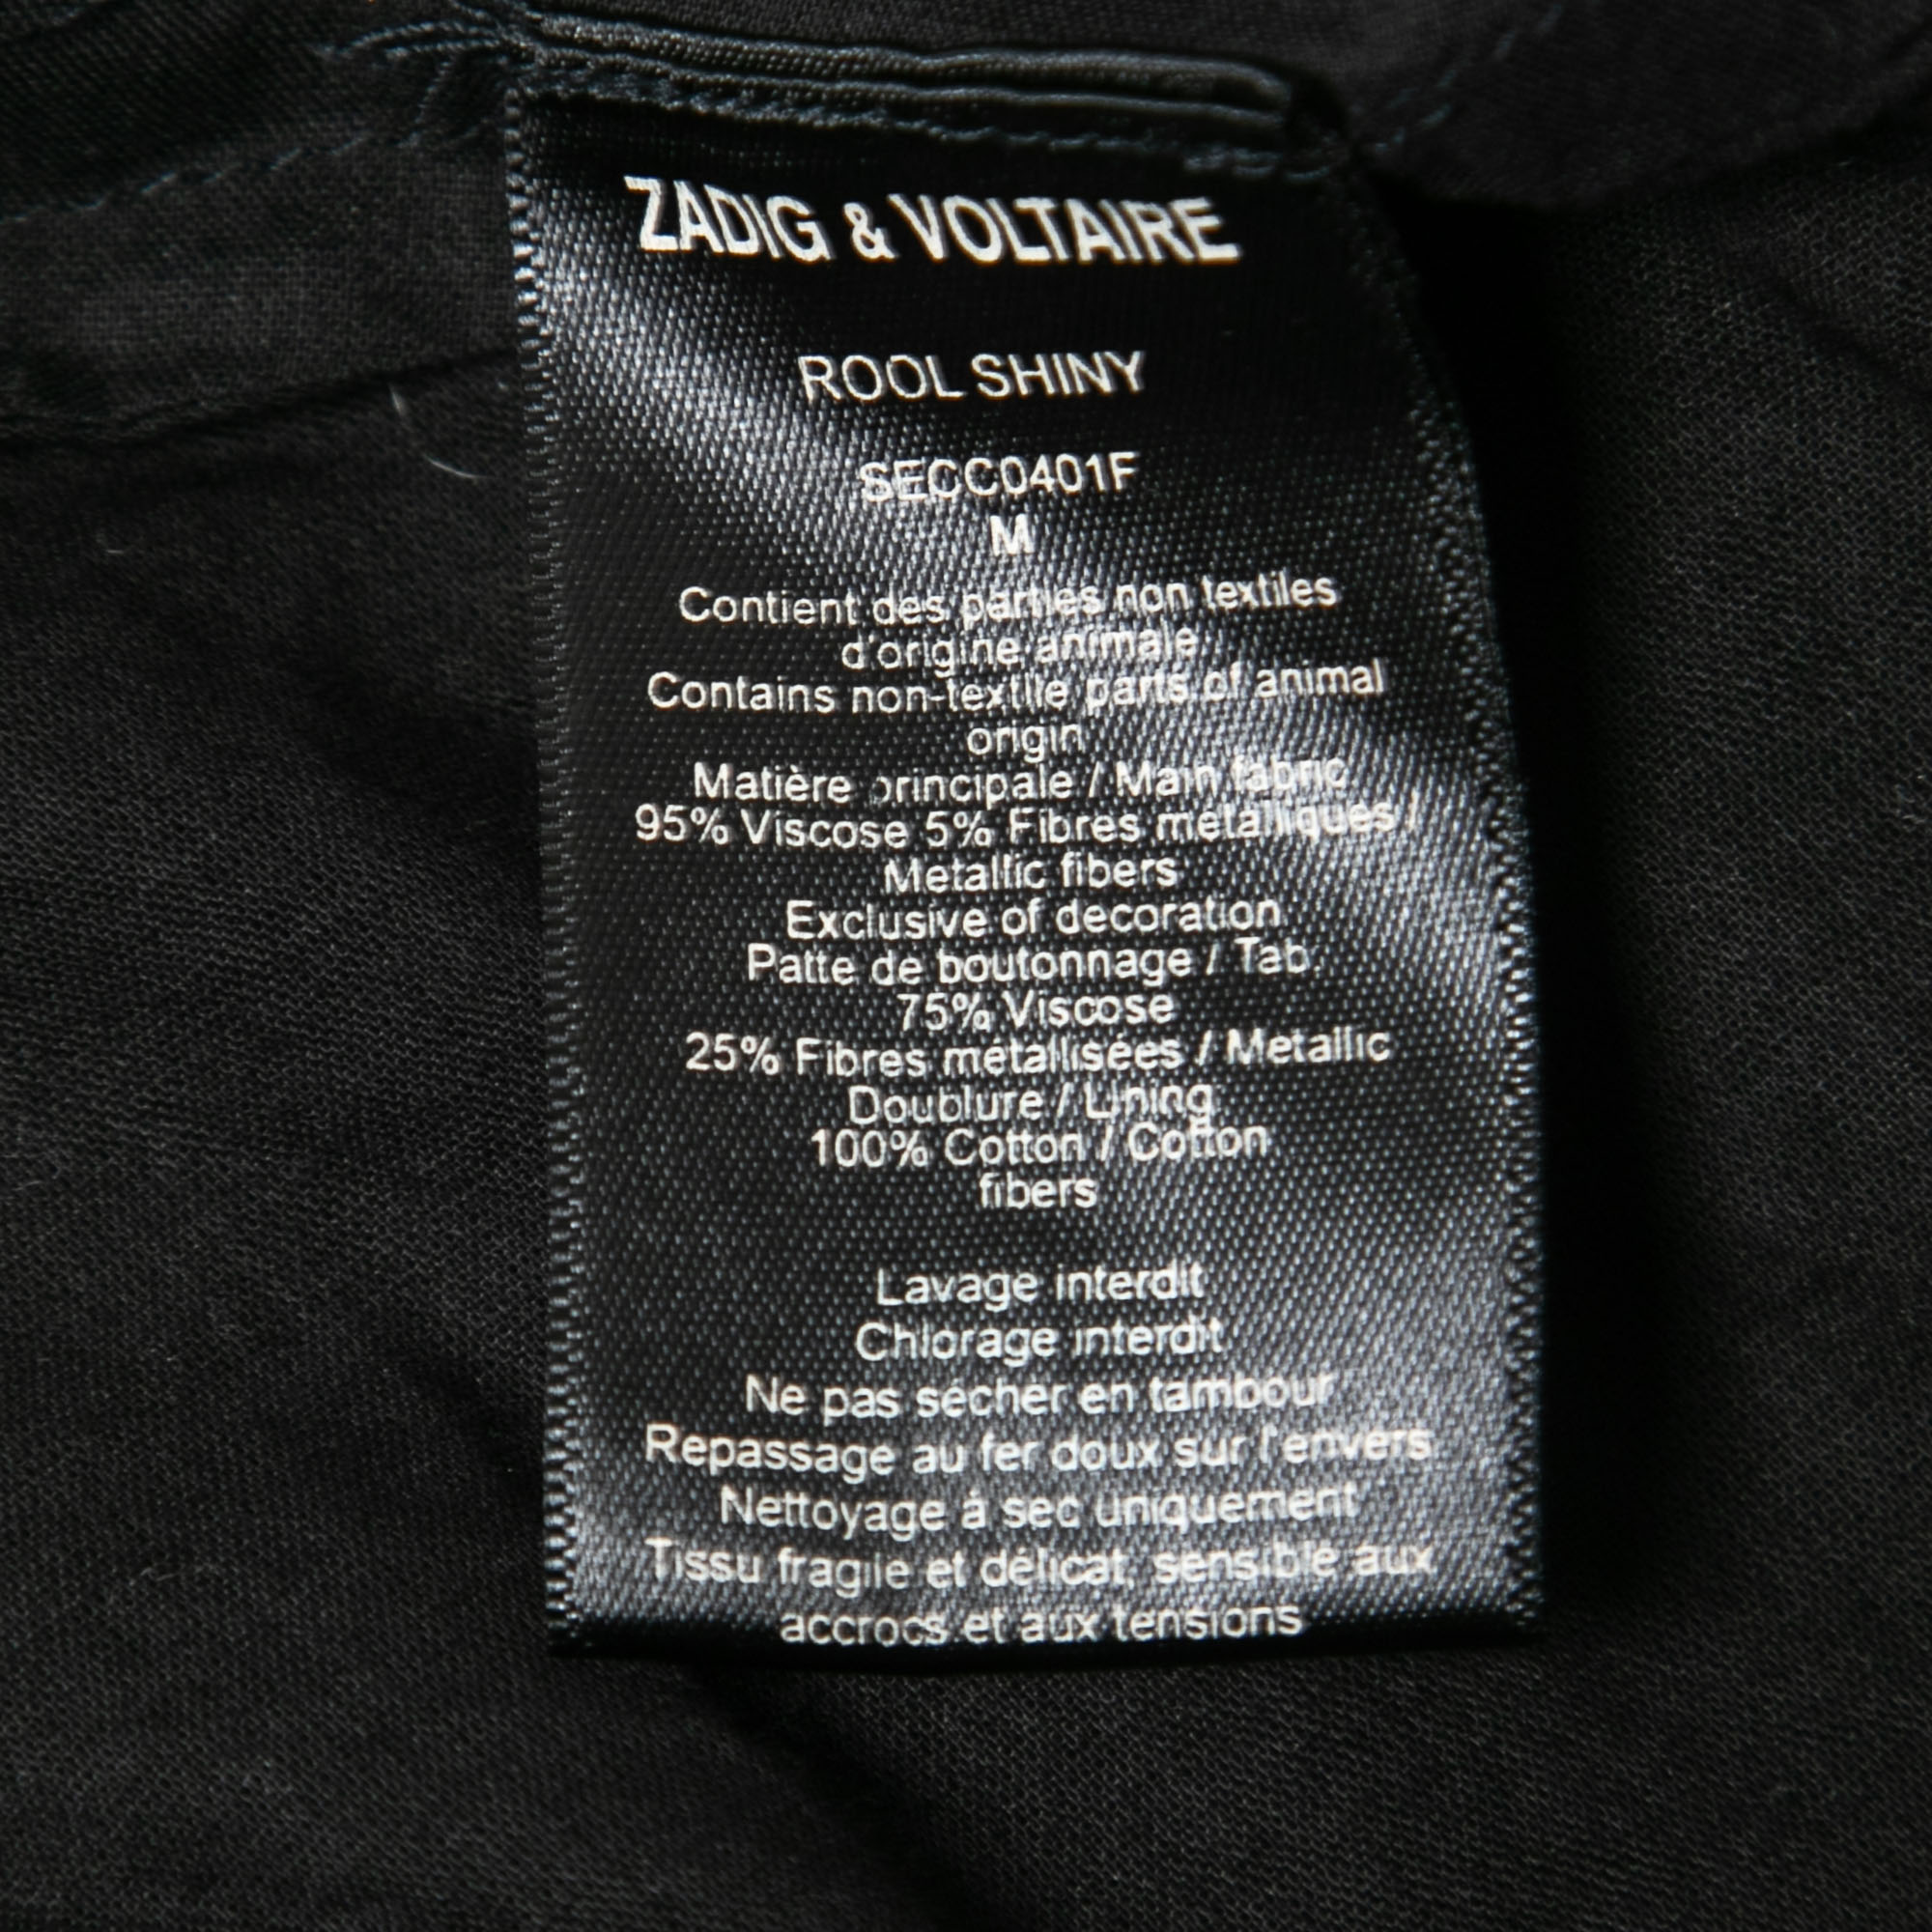 ZADIG & VOLTAIRE
ROOL SHINY
SECC0401F
M
Contient des parties non textiles
d'origine animale
Contains non-textile parts of animal
origin
Matière principale / Main fabric
95% Viscose 5% Fibres métalliques /
Metallic fibers
Exclusive of decoration
Patte de boutonnage / Tab
75% Viscose
25% Fibres métallisées / Metallic
Doublure / Lining
100% Cotton / Cotton
fibers
Lavage interdit
Chlorage interdit
Ne pas sécher en tambour
Repassage au fer doux sur l'envers
Nettoyage à sec uniquement
Tissu fragile et délicat, sensible aux
accrocs et aux tensions